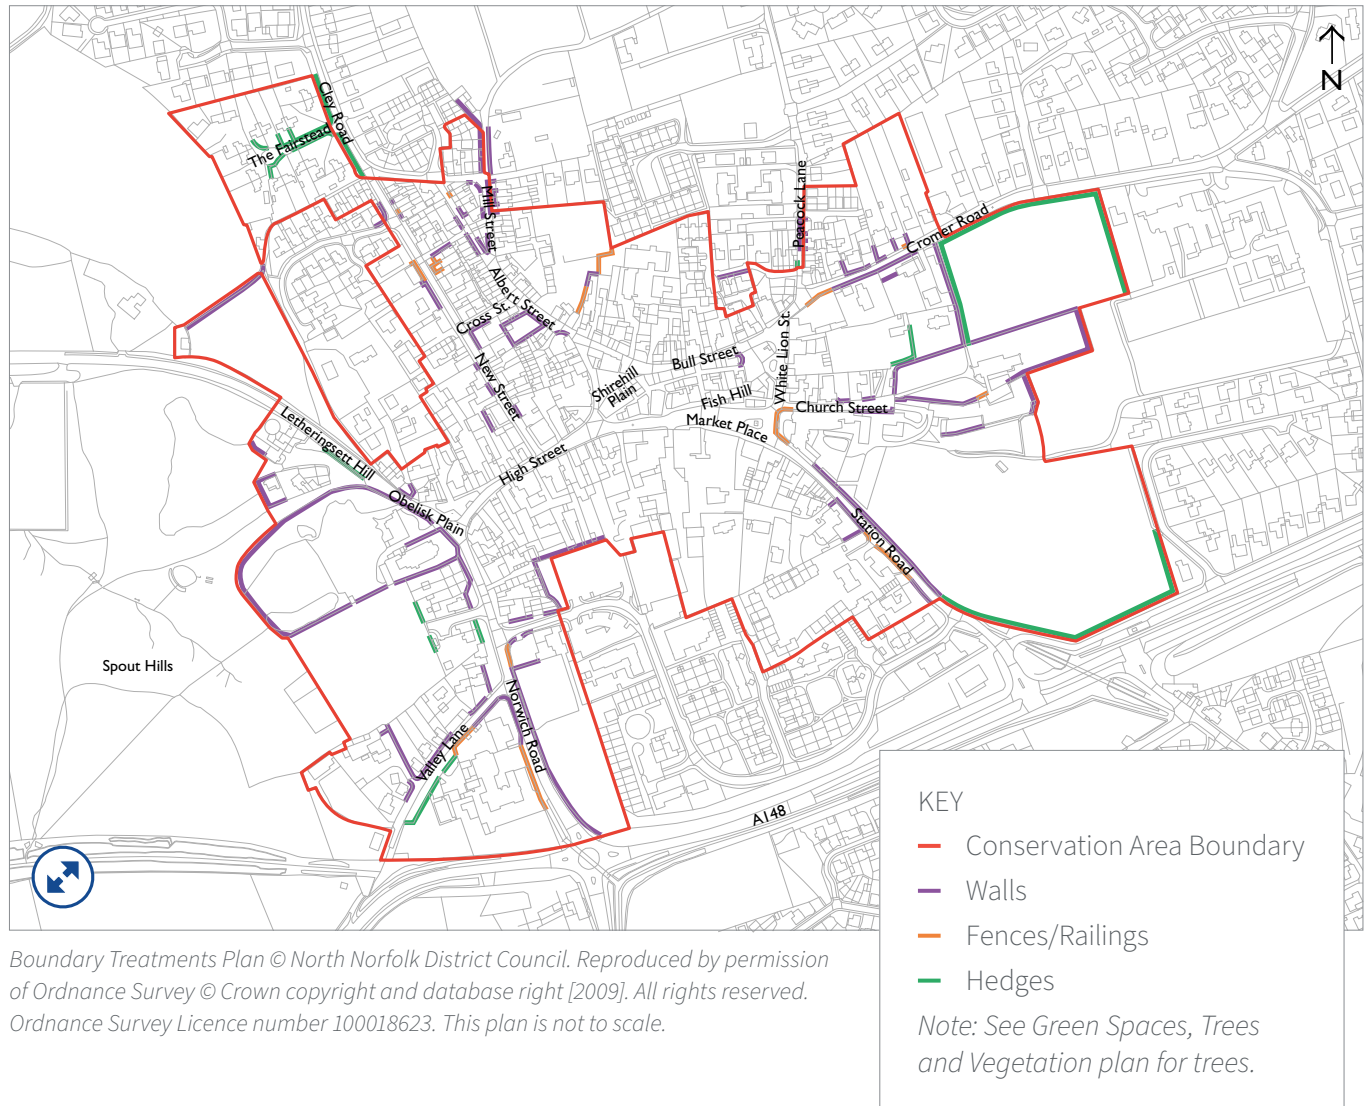 N
Cley Road
The Fairstead
Mill Street
Peacock Lane
Cromer Road
Albert Street
Cross St.
New Street
Shirehill
Plain
Bull Street
White Lion St.
Fish Hill
Church Street
Market Place
Letheringsett Hill
High Street
Obelisk Plain
Station Road
Spout Hills
Norwich Road
Valley Lane
A148
KEY
Conservation Area Boundary
Walls
Fences/Railings
Hedges
Note: See Green Spaces, Trees
and Vegetation plan for trees.
Boundary Treatments Plan © North Norfolk District Council. Reproduced by permission
of Ordnance Survey © Crown copyright and database right [2009]. All rights reserved.
Ordnance Survey Licence number 100018623. This plan is not to scale.